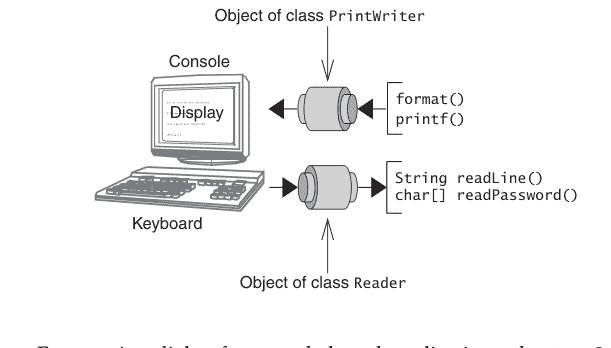 Object of class PrintWriter
Console
Display
format()
printf()
String readLine()
char[] readPassword()
Keyboard
Object of class Reader